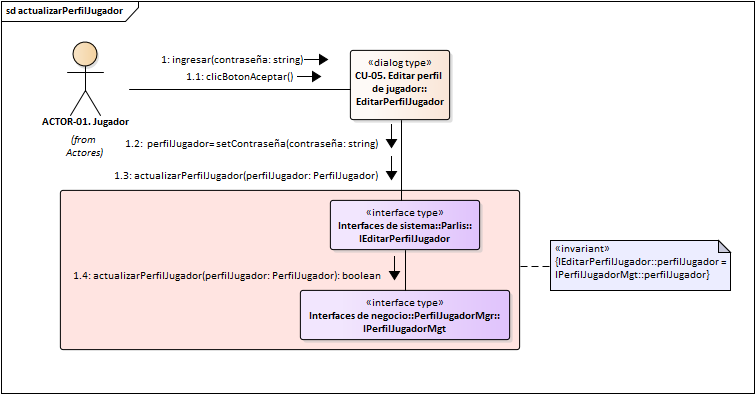 sd actualizarPerfilJugador
1: ingresar(contraseña: string)
1.1: clicBotonAceptar()
«dialog type»
CU-05. Editar perfil
de jugador::
EditarPerfilJugador
ACTOR-01. Jugador
(from
Actores)
1.2: perfilJugador= setContraseña(contraseña: string)
1.3: actualizarPerfilJugador(perfilJugador: PerfilJugador)
«interface type»
Interfaces de sistema::Parlis::
IEditarPerfilJugador
«invariant»
{IEditarPerfilJugador::perfilJugador =
IPerfilJugadorMgt::perfilJugador}
1.4: actualizarPerfilJugador(perfilJugador: PerfilJugador): boolean
«interface type»
Interfaces de negocio::PerfilJugadorMgr::
IPerfilJugadorMgt